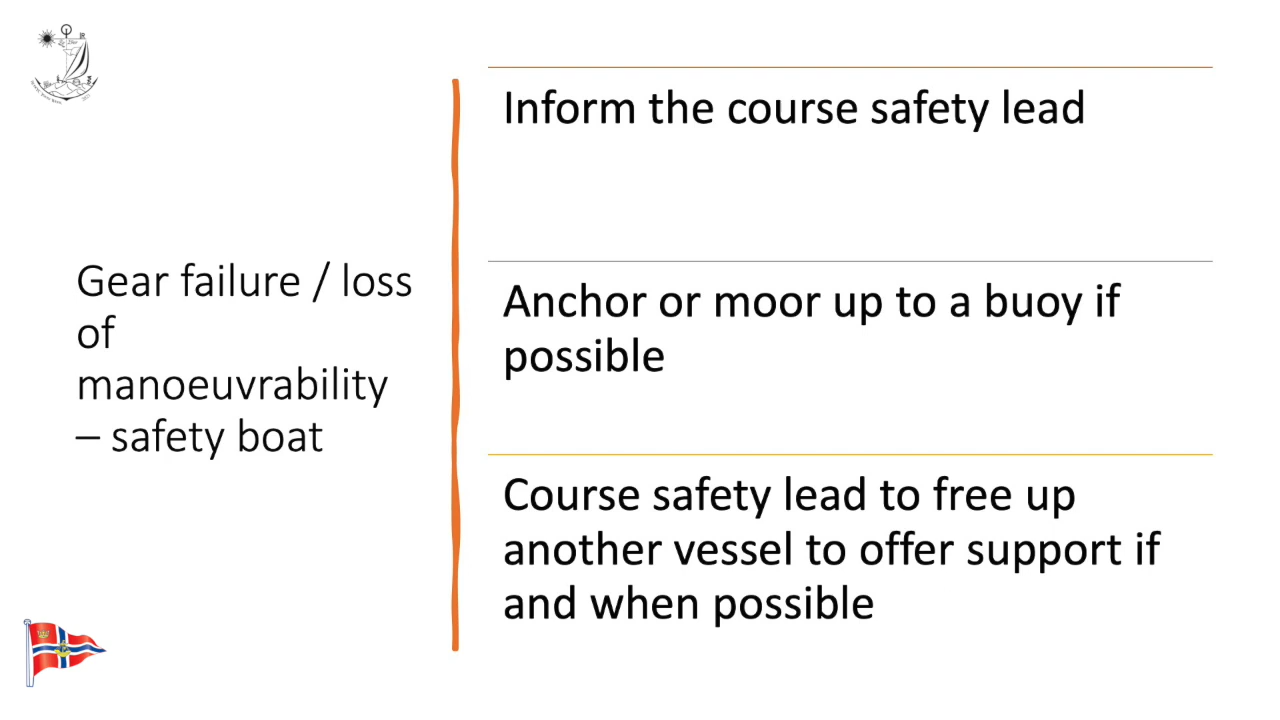 Gear failure / loss
of
manoeuvrability
– safety boat
Inform the course safety lead
Anchor or moor up to a buoy if
possible
Course safety lead to free up
another vessel to offer support if
and when possible